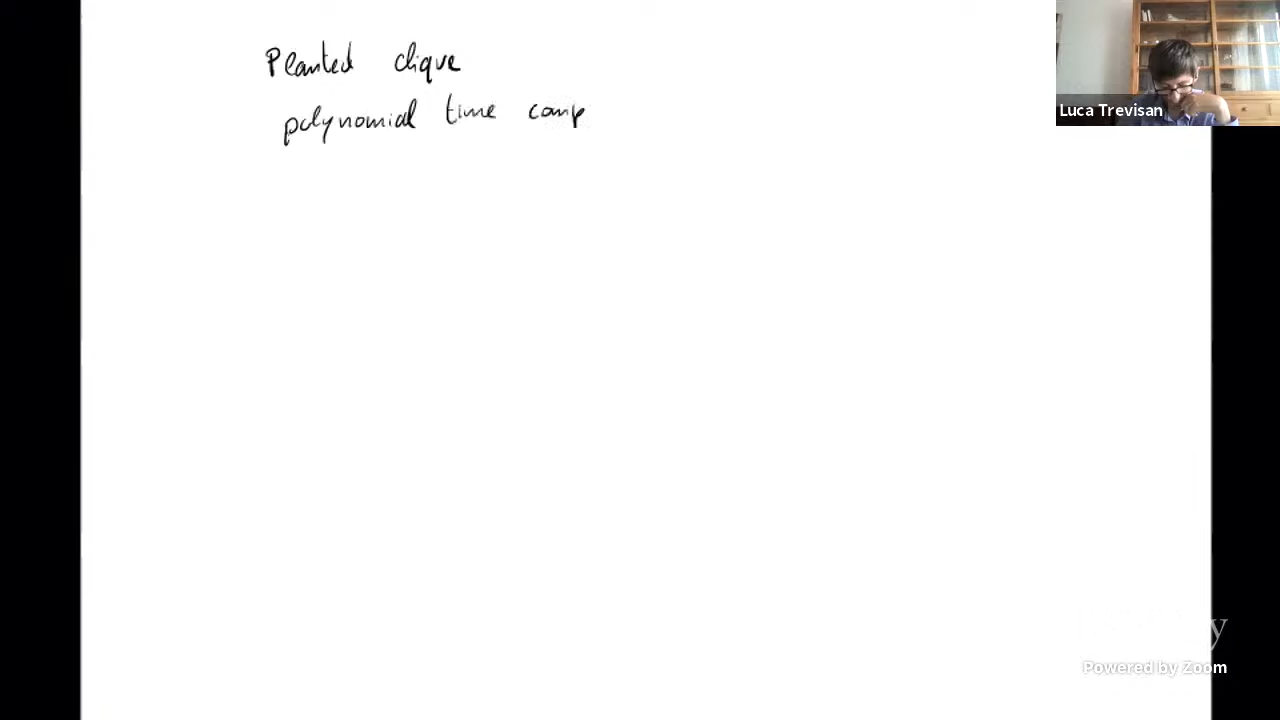 Planted clique
polynomial time comp
Luca Trevisan
y
Powered by Zoom